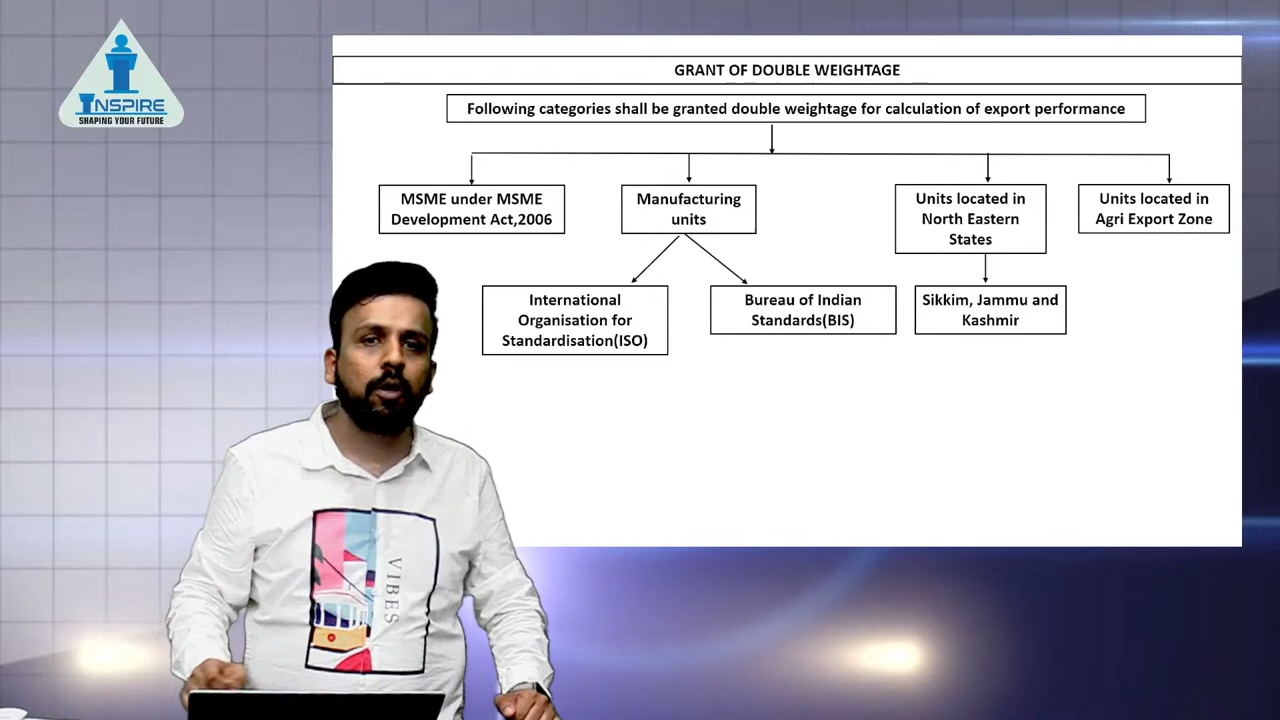 INSPIRE
SHAPING YOUR FUTURE
GRANT OF DOUBLE WEIGHTAGE
Following categories shall be granted double weightage for calculation of export performance
MSME under MSME
Development Act,2006
Manufacturing
units
Units located in
North Eastern
States
Units located in
Agri Export Zone
International
Organisation for
Standardisation(ISO)
Bureau of Indian
Standards(BIS)
Sikkim, Jammu and
Kashmir
VIBES